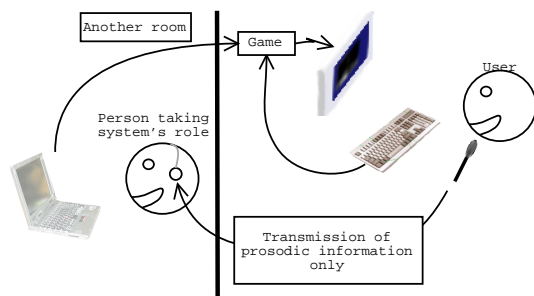 Another room
Game
User
Person taking
system's role
Transmission of
prosodic information
only